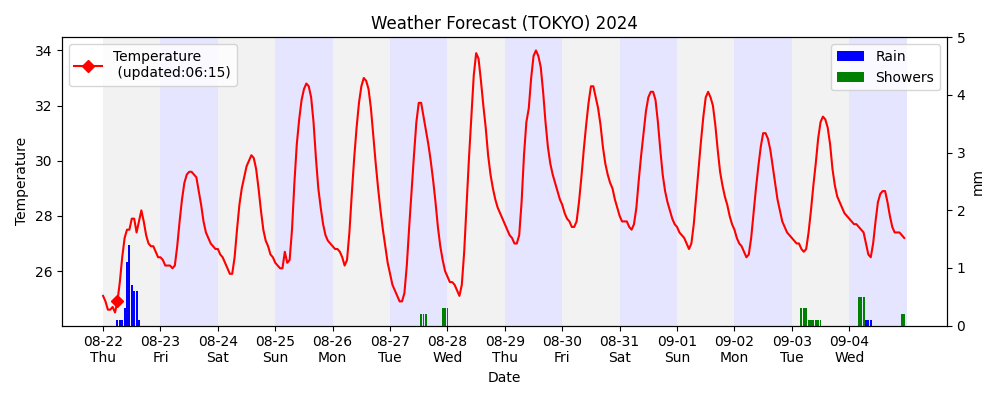 Weather Forecast (TOKYO) 2024
Temperature
(updated:06:15)
Rain
Showers
Temperature
34
32
30
28
26
5
4
3
2
1
0
mm
08-22 08-23 08-24 08-25 08-26 08-27 08-28 08-29 08-30 08-31 09-01 09-02 09-03 09-04
Thu Fri Sat Sun Mon Tue Wed Thu Fri Sat Sun Mon Tue Wed
Date